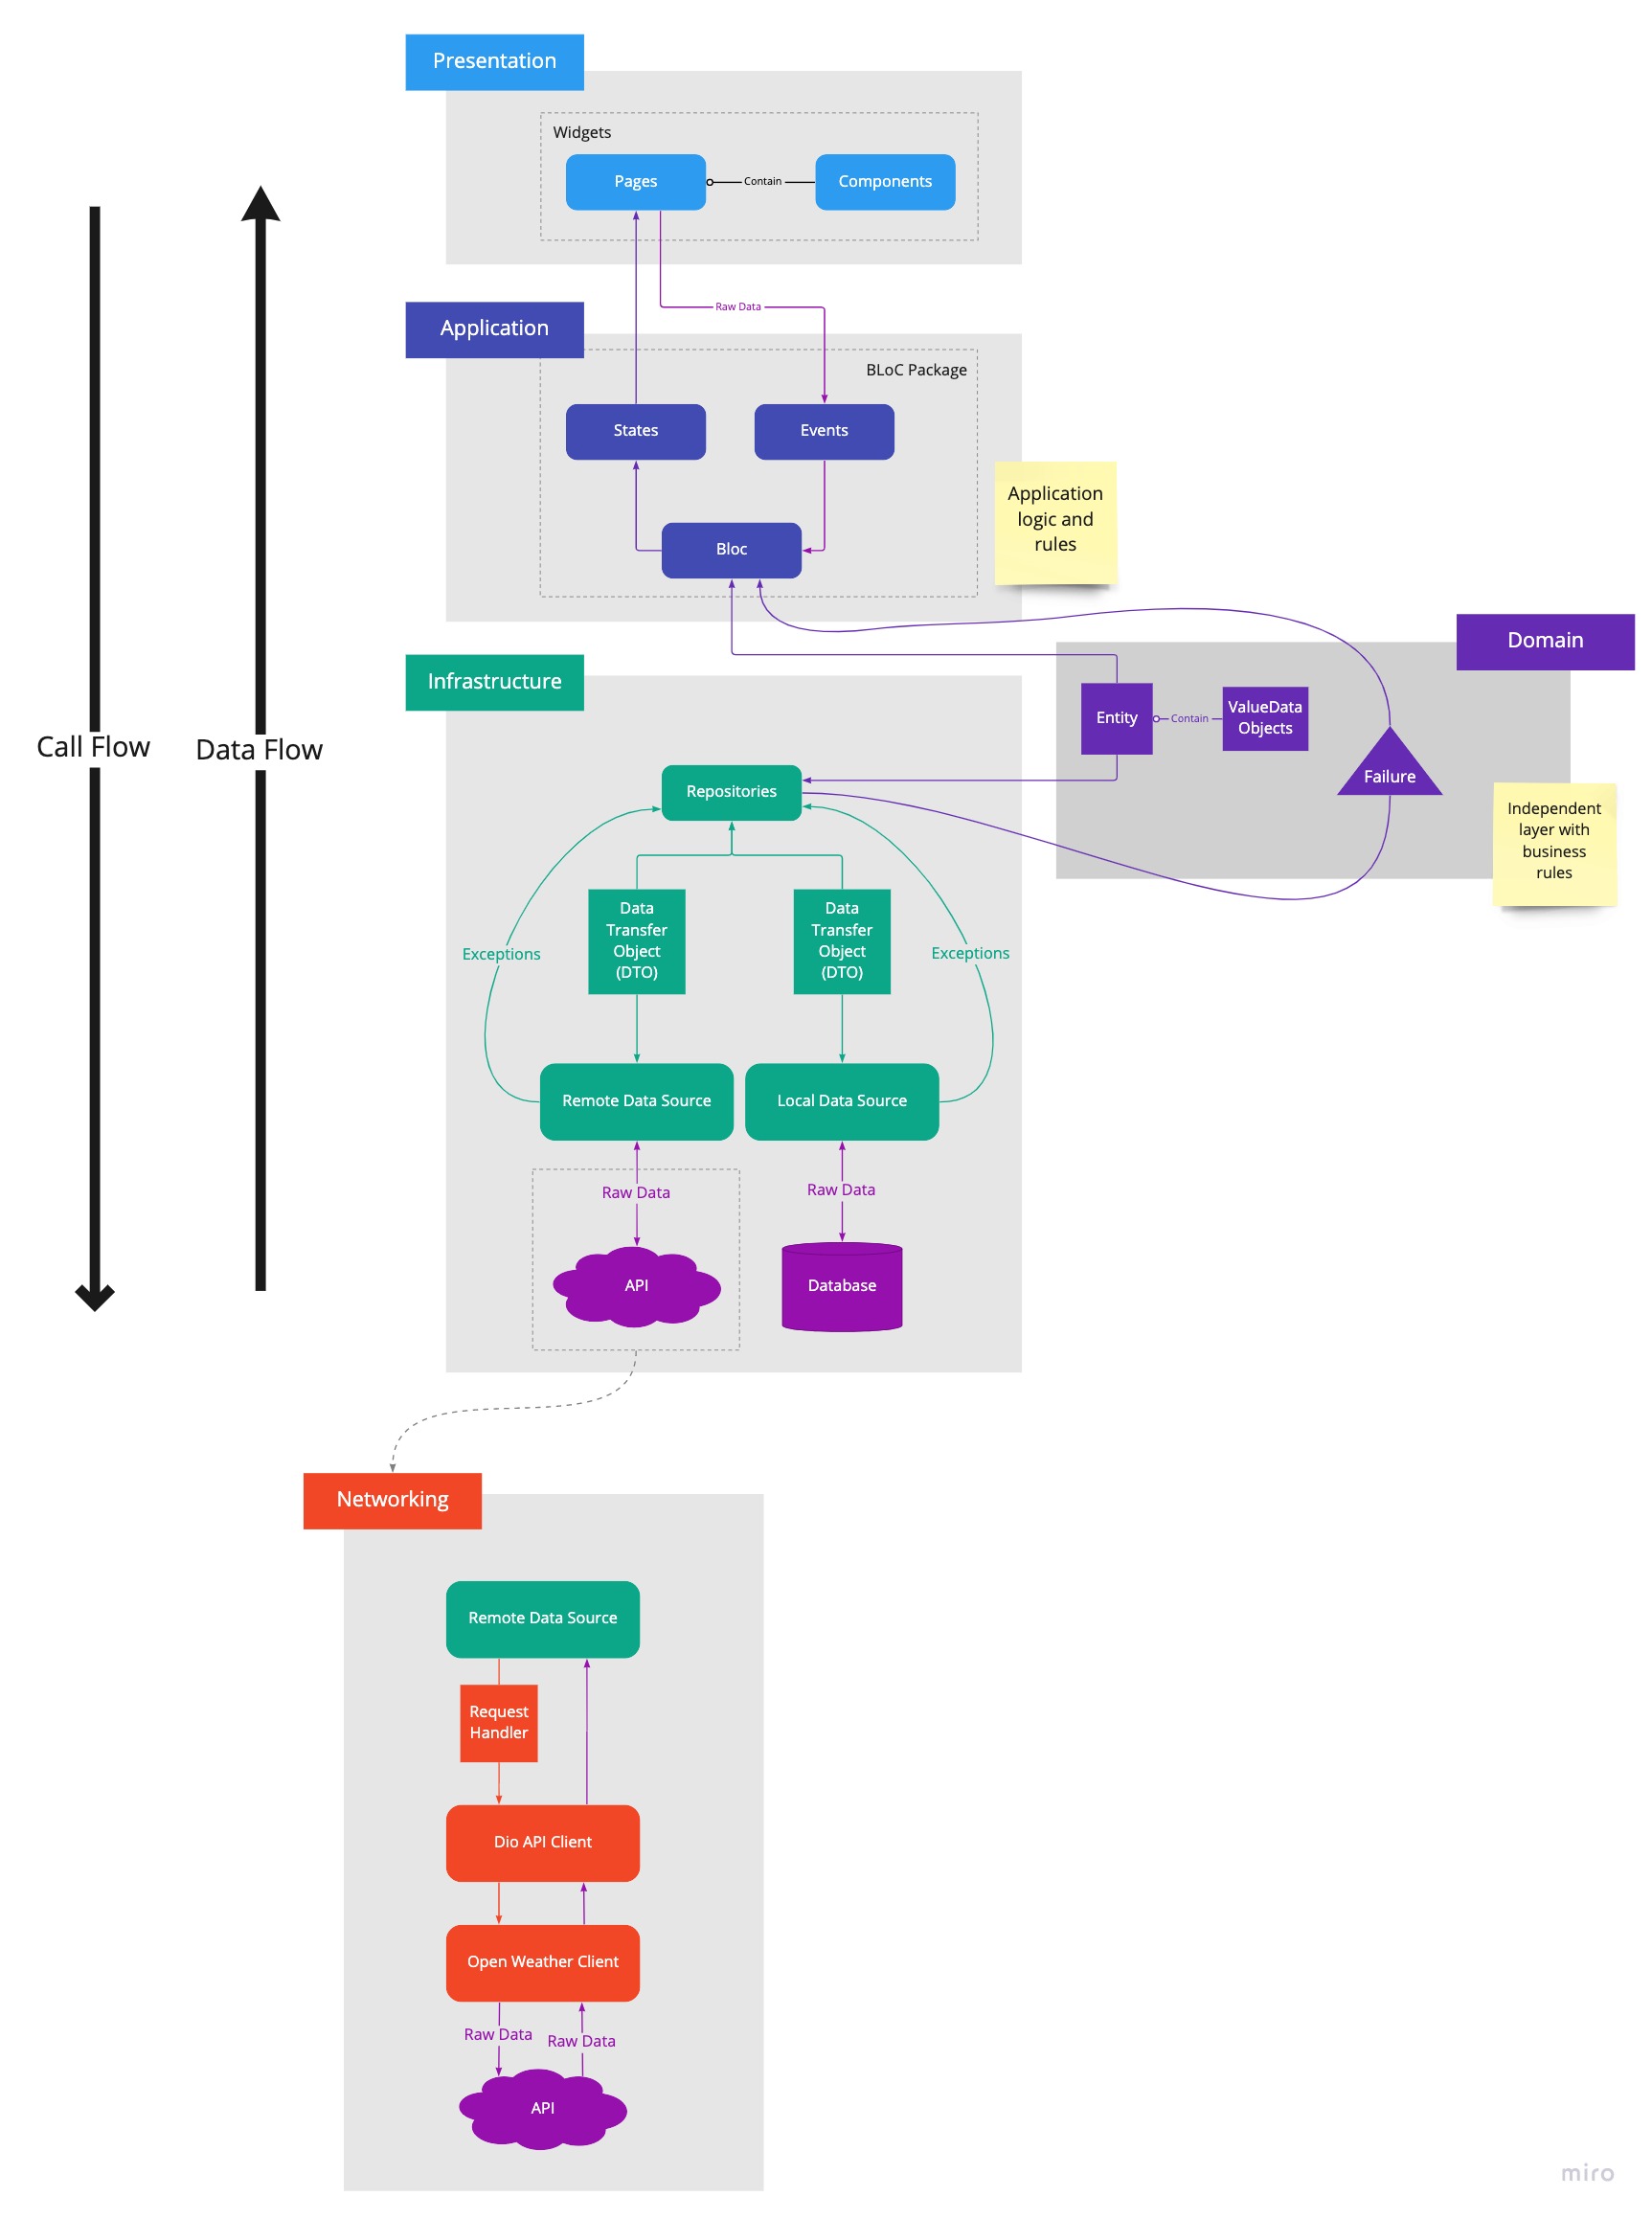 Presentation
Widgets
Pages
Contain
Components
Raw Data
Application
BLoC Package
States
Events
Bloc
Application
logic and
rules
Domain
Infrastructure
Entity
Contain
ValueData
Objects
Failure
Call Flow
Data Flow
Repositories
Independent
layer with
business
rules
Data
Transfer
Object
(DTO)
Data
Transfer
Object
(DTO)
Exceptions
Exceptions
Remote Data Source
Local Data Source
Raw Data
Raw Data
API
Database
Networking
Remote Data Source
Request
Handler
Dio API Client
Open Weather Client
Raw Data
Raw Data
API
miro